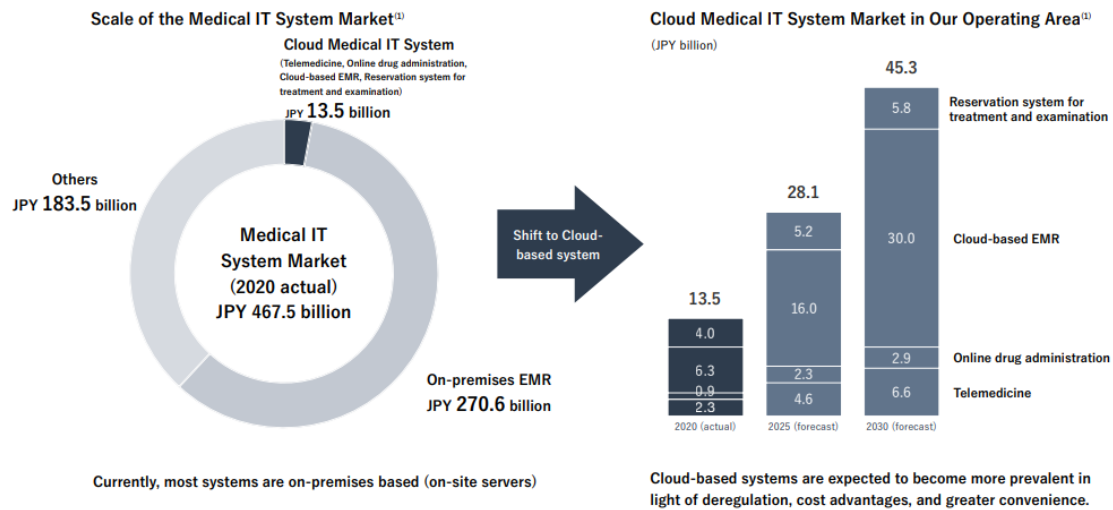 Scale of the Medical IT System Market(1)
Cloud Medical IT System
(Telemedicine, Online drug administration,
Cloud-based EMR, Reservation system for
treatment and examination)
JPY 13.5 billion
Others
JPY 183.5 billion
Medical IT
System Market
(2020 actual)
JPY 467.5 billion
On-premises EMR
JPY 270.6 billion
Currently, most systems are on-premises based (on-site servers)
Shift to Cloud-
based system
Cloud Medical IT System Market in Our Operating Area(1)
(JPY billion)
13.5
4.0
6.3
0.9
2.3
2020 (actual)
28.1
5.2
16.0
2.3
4.6
2025 (forecast)
45.3
5.8
30.0
2.9
6.6
2030 (forecast)
Reservation system for
treatment and examination
Cloud-based EMR
Online drug administration
Telemedicine
Cloud-based systems are expected to become more prevalent in
light of deregulation, cost advantages, and greater convenience.